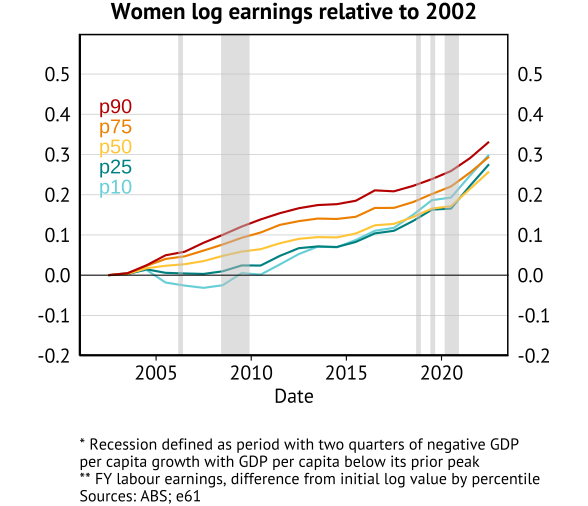 Women log earnings relative to 2002
0.5 0.5
0.4 0.4
p90
p75
p50
0.3 0.3
p25
p10
0.2 0.2
0.1 0.1
0.0 0.0
-0.1 -0.1
-0.2 -0.2
2005 2010 2015 2020
Date
* Recession defined as period with two quarters of negative GDP
per capita growth with GDP per capita below its prior peak
** FY labour earnings, difference from initial log value by percentile
Sources: ABS; e61